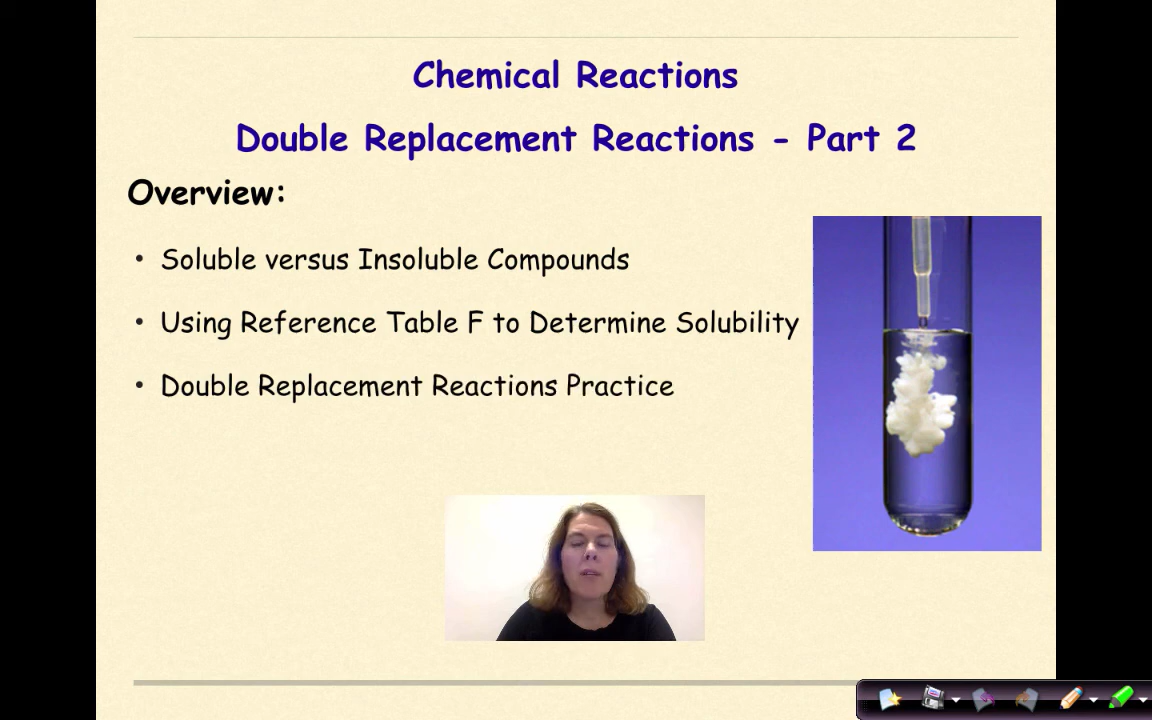 Chemical Reactions
Double Replacement Reactions - Part 2
Overview:
• Soluble versus Insoluble Compounds
• Using Reference Table F to Determine Solubility
• Double Replacement Reactions Practice